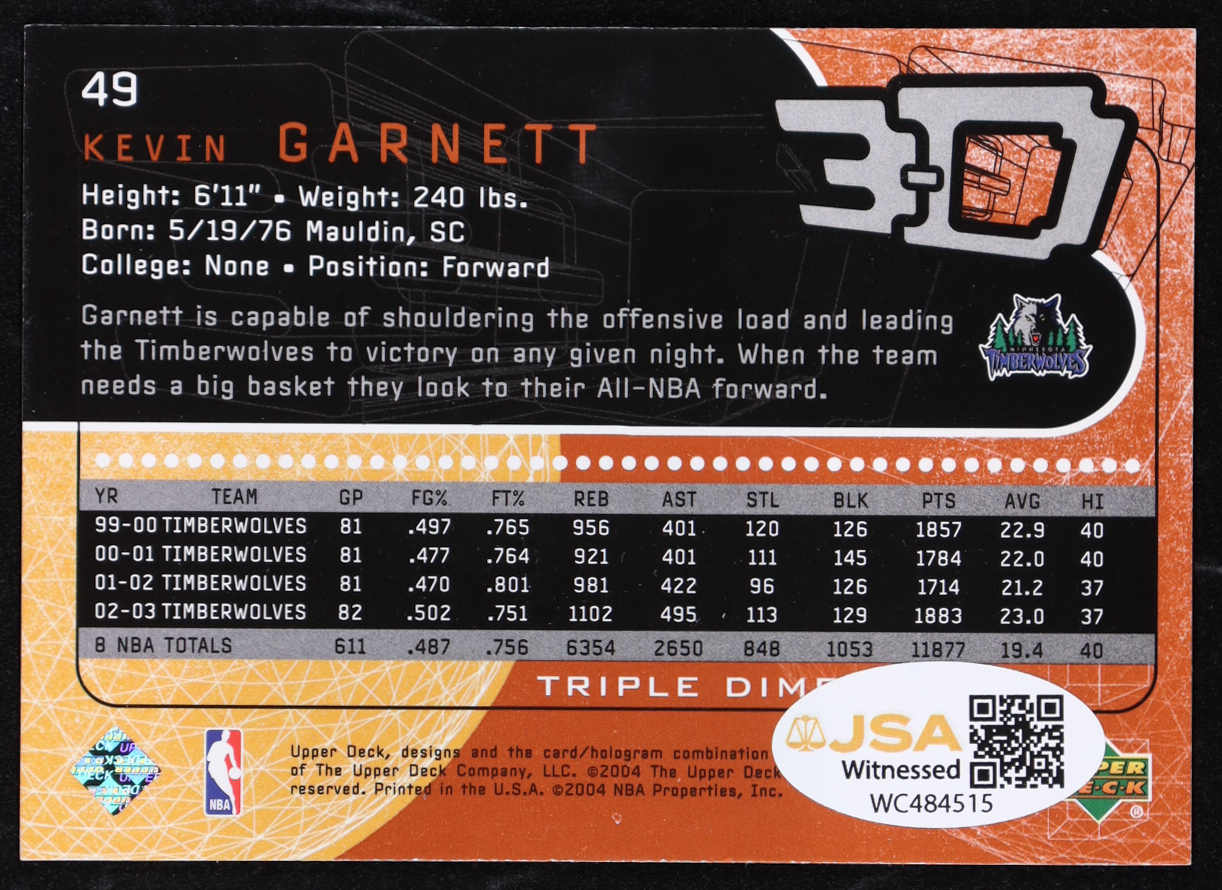 49
KEVIN GARNETT
3-D
Height: 6'11" ▪ Weight: 240 lbs.
Born: 5/19/76 Mauldin, SC
College: None ▪ Position: Forward
Garnett is capable of shouldering the offensive load and leading
the Timberwolves to victory on any given night. When the team
needs a big basket they look to their All-NBA forward.
MINNESOTA
TIMBERWOLVES
YR TEAM GP FG% FT% REB AST STL BLK PTS AVG HI
99-00 TIMBERWOLVES 81 .497 .765 956 401 120 126 1857 22.9 40
00-01 TIMBERWOLVES 81 .477 .764 921 401 111 145 1784 22.0 40
01-02 TIMBERWOLVES 81 .470 .801 981 422 96 126 1714 21.2 37
02-03 TIMBERWOLVES 82 .502 .751 1102 495 113 129 1883 23.0 37
8 NBA TOTALS 611 .487 .756 6354 2650 848 1053 11877 19.4 40
TRIPLE
NBA
Upper Deck, designs and the card/hologram combination
of The Upper Deck Company, LLC. ©2004 The Upper Deck
reserved. Printed in the U.S.A. ©2004 NBA Properties, Inc.
JSA
Witnessed
WC484515
®